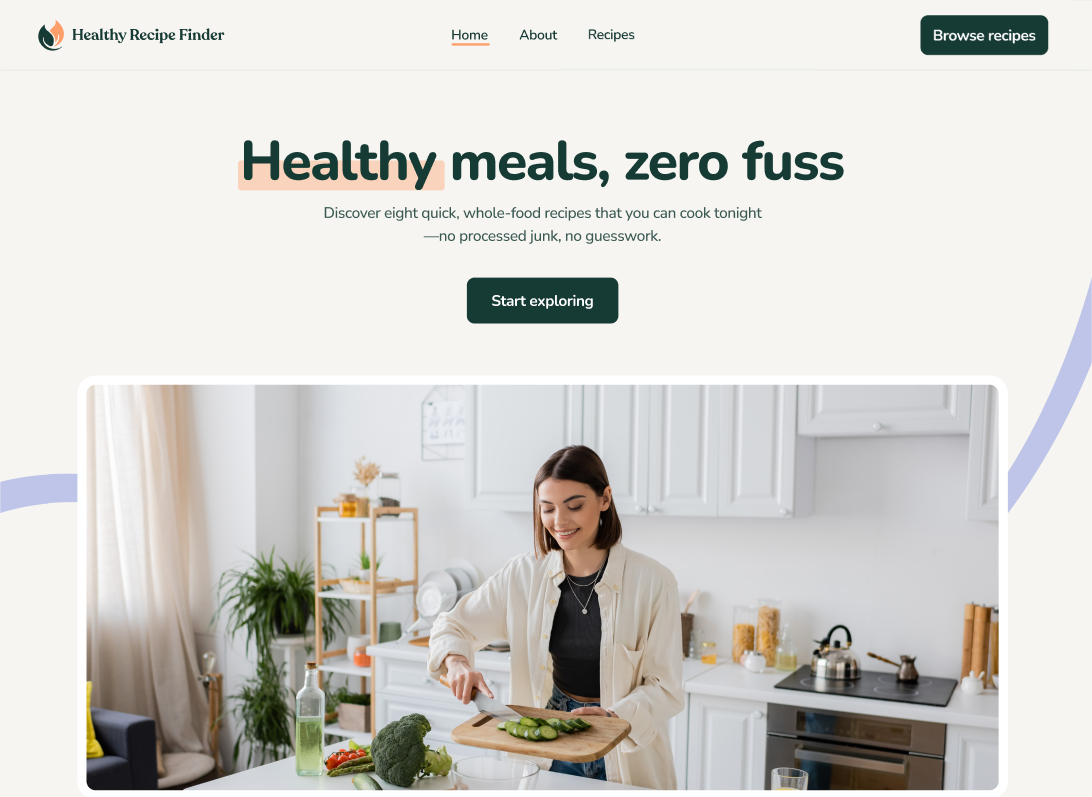 Healthy Recipe Finder
Home About Recipes
Browse recipes
Healthy meals, zero fuss
Discover eight quick, whole-food recipes that you can cook tonight
—no processed junk, no guesswork.
Start exploring